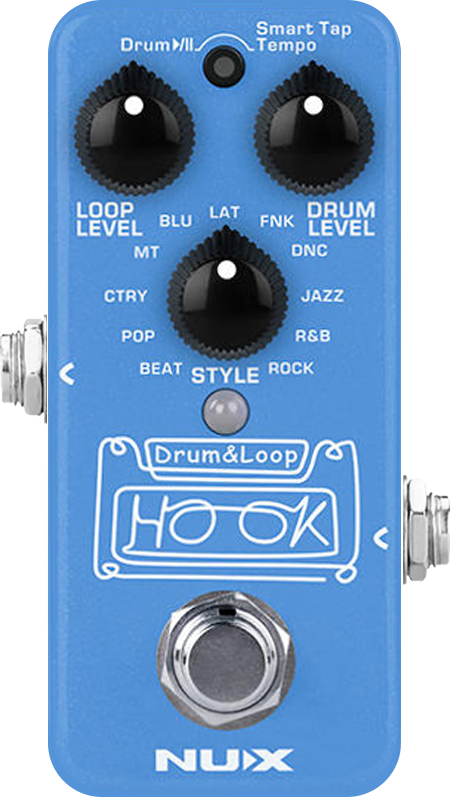 Drum▶/II
Smart Tap
Tempo
LOOP
LEVEL
DRUM
LEVEL
BLU
LAT
FNK
MT
DNC
CTRY
JAZZ
POP
R&B
BEAT
STYLE
ROCK
Drum&Loop
HOOK
NUX